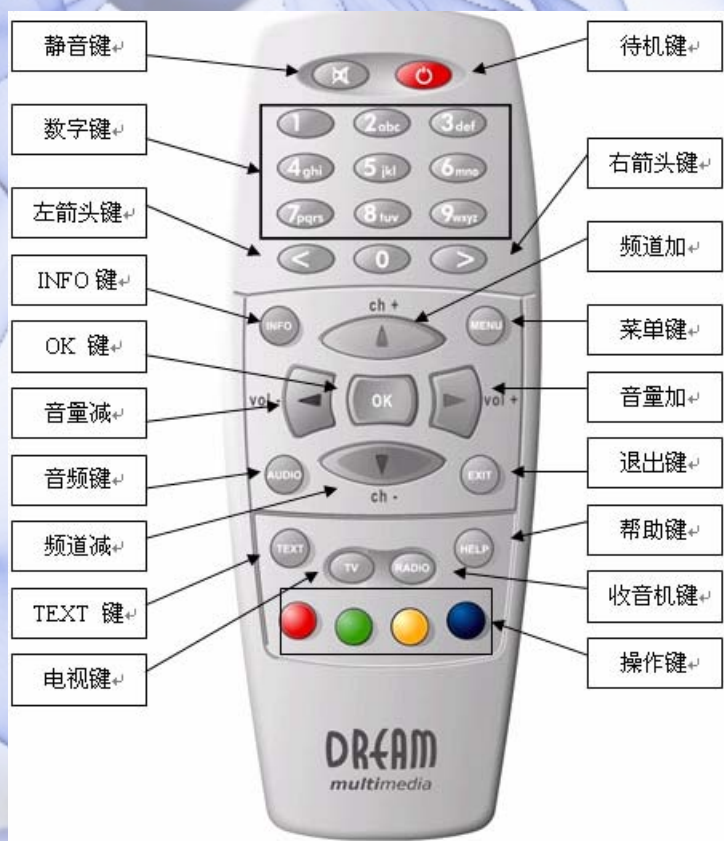 静音键
待机键
数字键
右箭头键
左箭头键
频道加
INFO 键
菜单键
OK 键
音量加
音量减
退出键
音频键
帮助键
频道减
收音机键
TEXT 键
操作键
电视键
1 2abc 3def
4ghi 5jkl 6mno
7pqrs 8tuv 9wxyz
< 0 >
ch +
INFO MENU
vol - OK vol +
AUDIO EXIT
ch -
TEXT HELP
TV RADIO
DREAM
multimedia